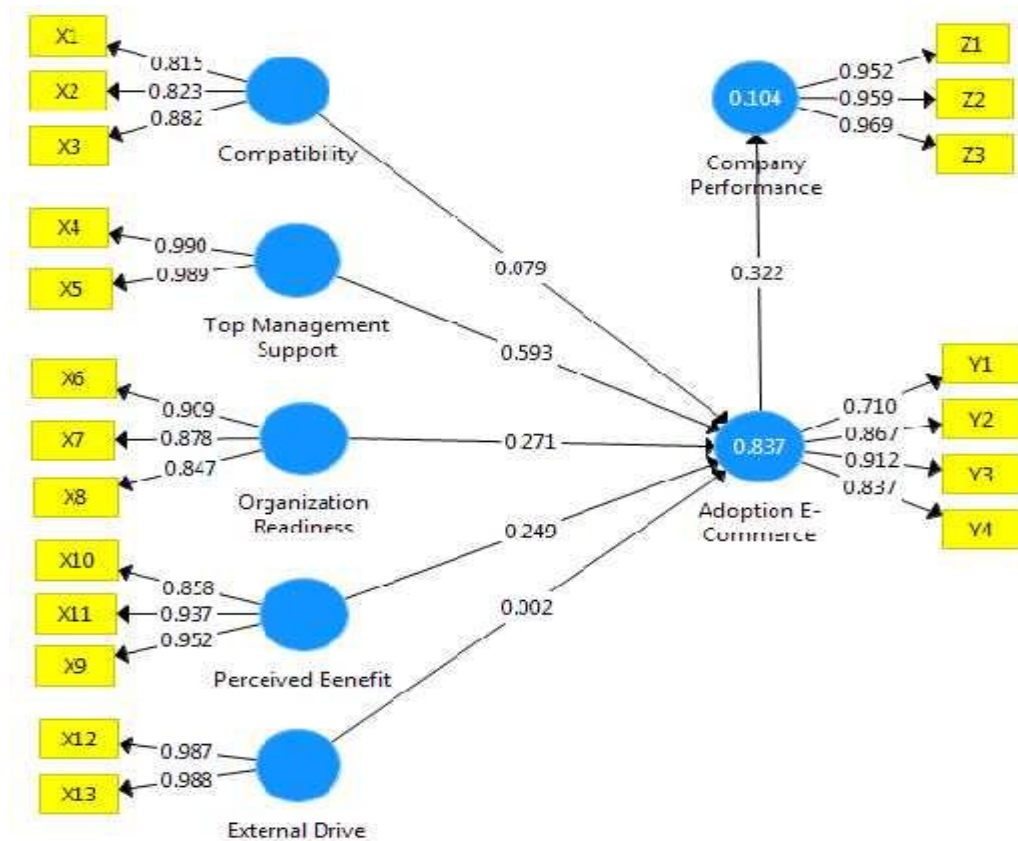 X1
0.815
X2
0.823
X3
0.882
Compatibility
X4
0.990
X5
0.989
Top Management
Support
X6
0.909
X7
0.878
X8
0.847
Organization
Readiness
X10
0.858
X11
0.937
X9
0.952
Perceived Eenefit
X12
0.987
X13
0.988
External Drive
0.079
0.593
0.271
0.249
0.002
0.104
Company
Performance
0.952
Z1
0.959
Z2
0.969
Z3
0.322
0.837
Adoption E-
Commerce
0.710
Y1
0.867
Y2
0.912
Y3
0.837
Y4